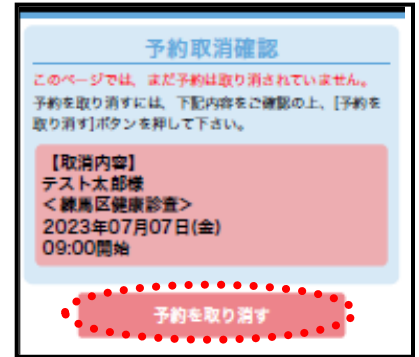 予約取消確認
このページでは、まだ予約は取り消されていません。
予約を取り消すには、下記内容をご確認の上、[予約を
取り消す]ボタンを押して下さい。
【取消内容】
テスト太郎様
＜練馬区健康診査＞
2023年07月07日(金)
09:00開始
予約を取り消す